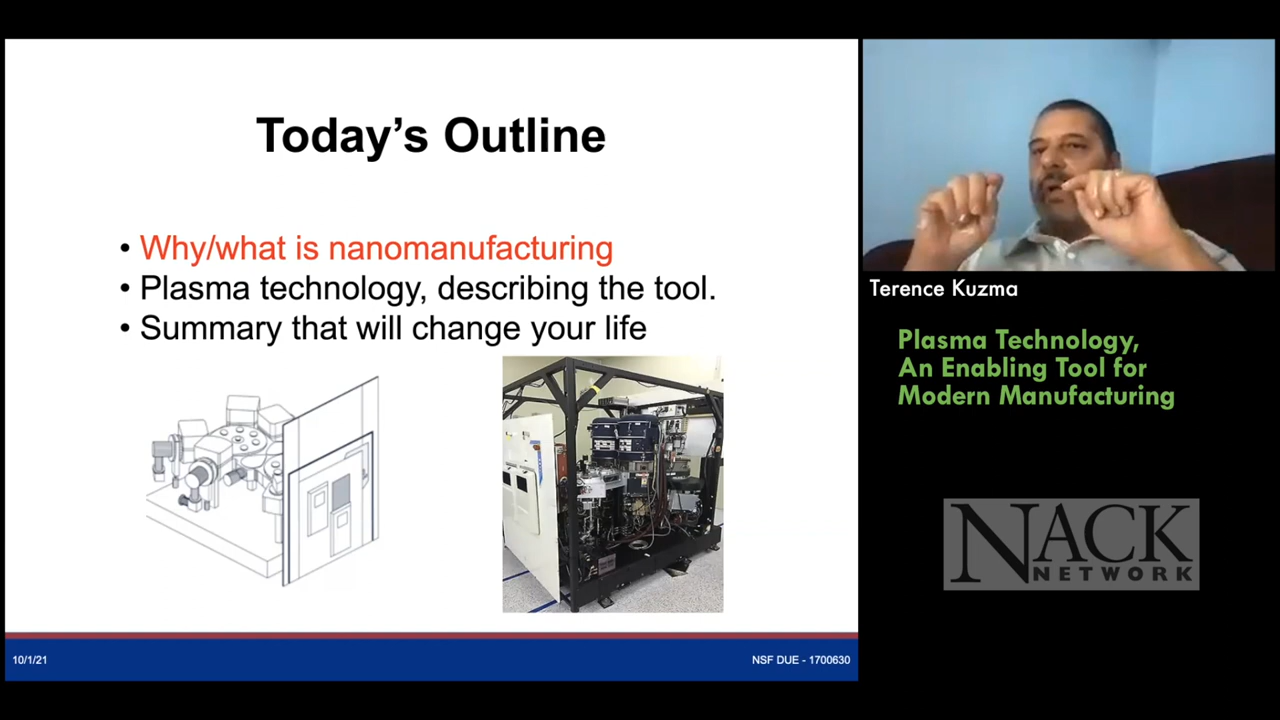 Today's Outline
• Why/what is nanomanufacturing
• Plasma technology, describing the tool.
• Summary that will change your life
10/1/21
NSF DUE - 1700630
Terence Kuzma
Plasma Technology,
An Enabling Tool for
Modern Manufacturing
NACK
NETWORK